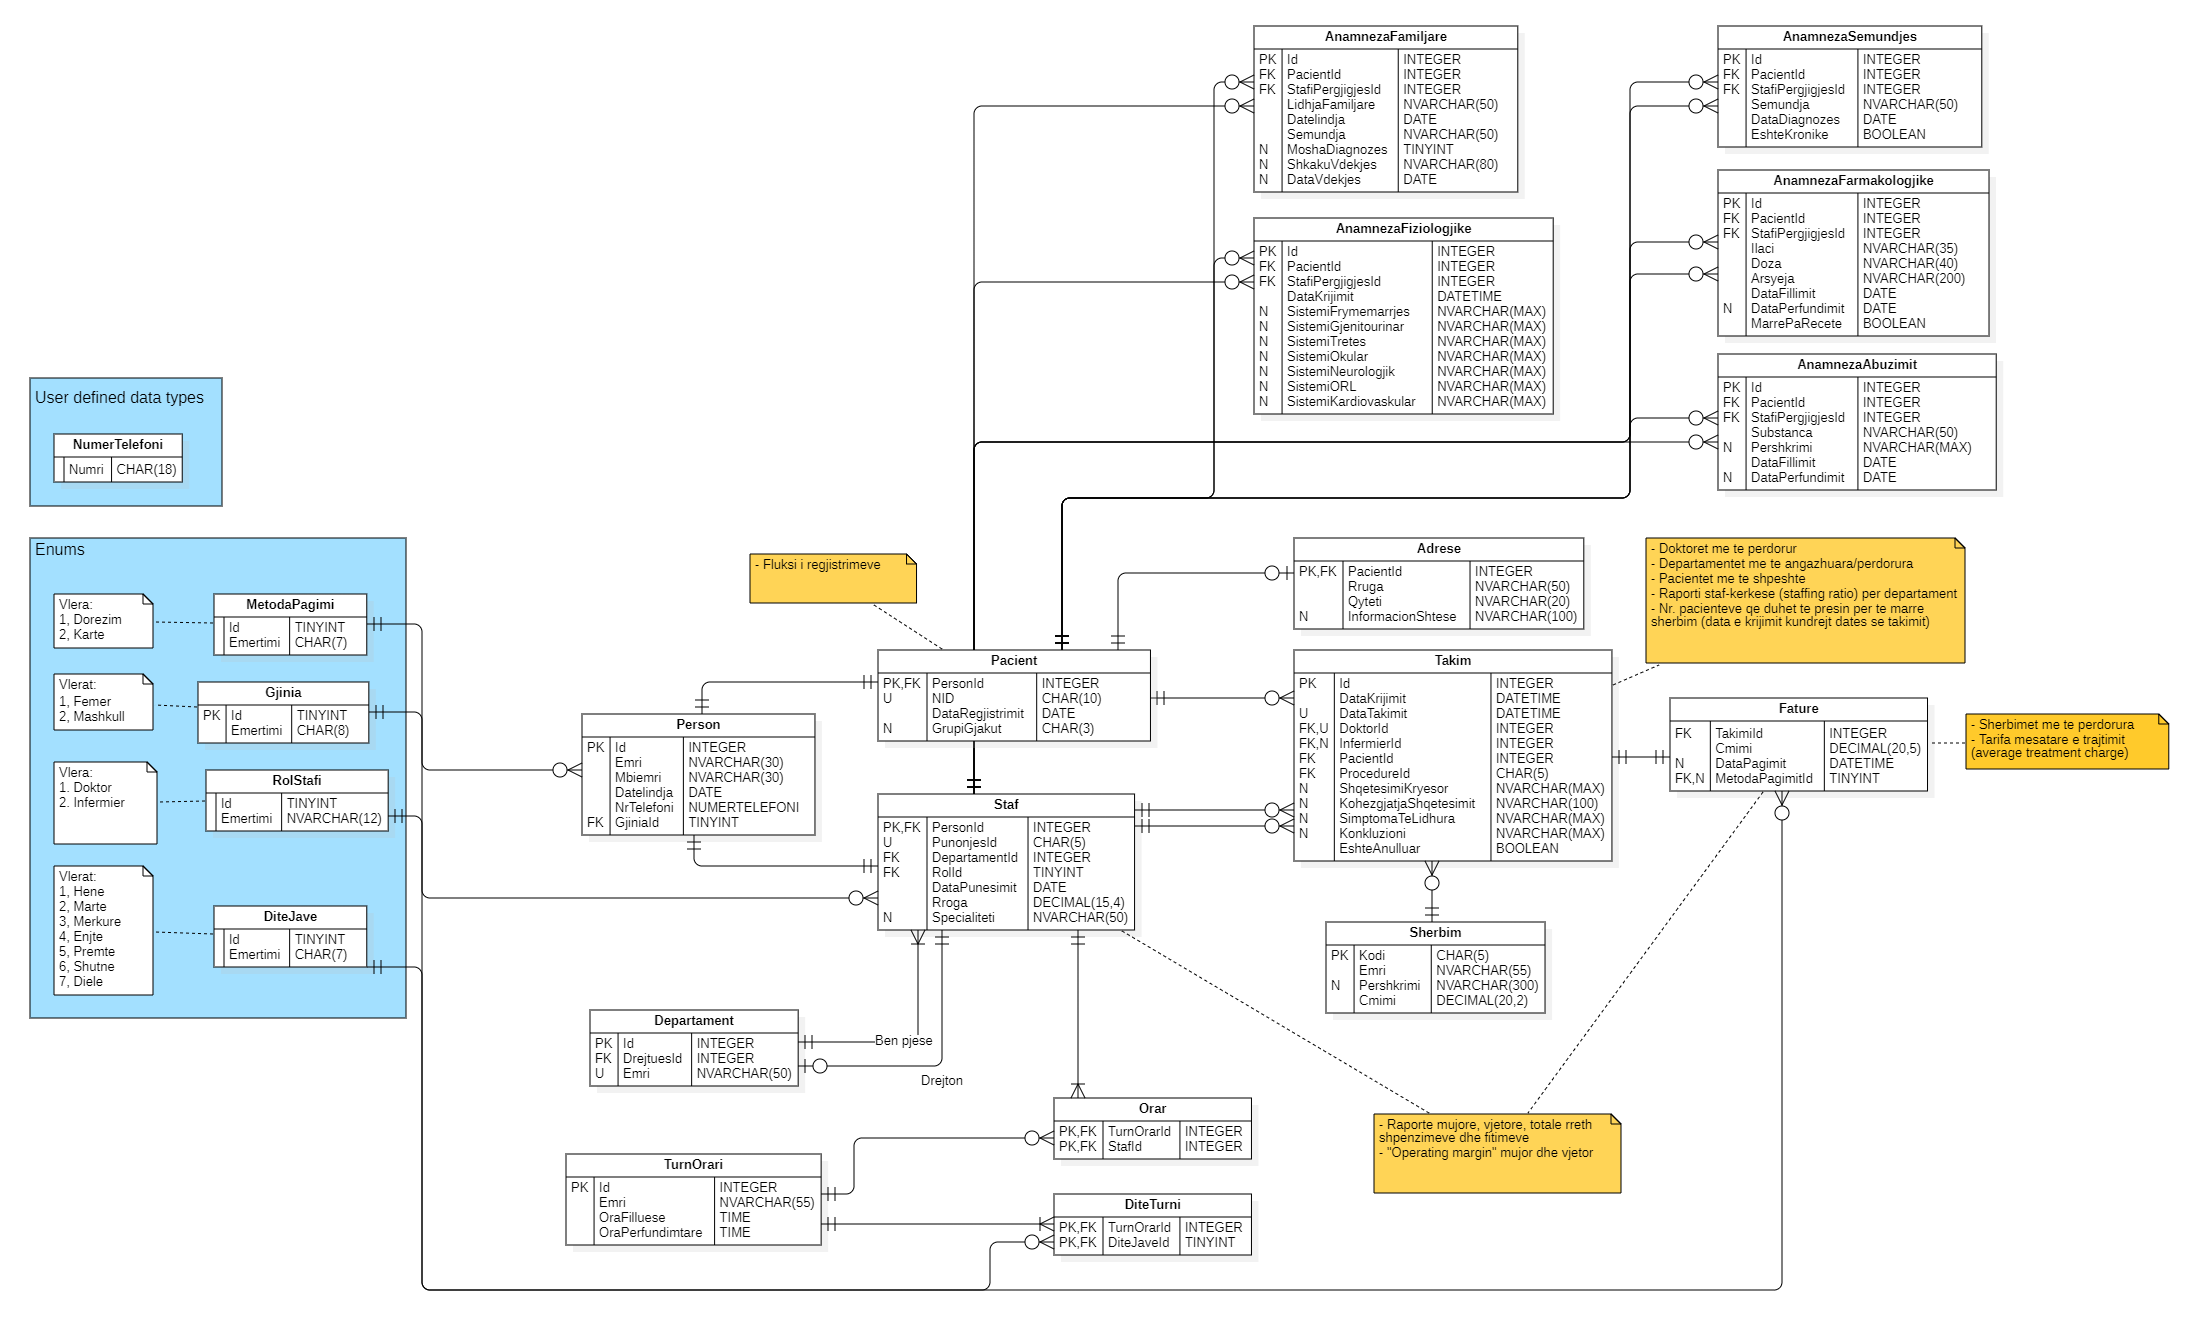 AnamnezaFamiljare
PK Id INTEGER
FK PacientId INTEGER
FK StafiPergjigjesId INTEGER
LidhjaFamiljare NVARCHAR(50)
Datelindja DATE
Semundja NVARCHAR(50)
N MoshaDiagnozes TINYINT
N ShkakuVdekjes NVARCHAR(80)
N DataVdekjes DATE
AnamnezaSemundjes
PK Id INTEGER
FK PacientId INTEGER
FK StafiPergjigjesId INTEGER
Semundja NVARCHAR(50)
DataDiagnozes DATE
EshteKronike BOOLEAN
AnamnezaFarmakologjike
PK Id INTEGER
FK PacientId INTEGER
FK StafiPergjigjesId INTEGER
Ilaci NVARCHAR(35)
Doza NVARCHAR(40)
Arsyeja NVARCHAR(200)
DataFillimit DATE
N DataPerfundimit DATE
MarrePaRecete BOOLEAN
AnamnezaFiziologjike
PK Id INTEGER
FK PacientId INTEGER
FK StafiPergjigjesId INTEGER
DataKrijimit DATETIME
N SistemiFrymemarrjes NVARCHAR(MAX)
N SistemiGjenitourinar NVARCHAR(MAX)
N SistemiTretes NVARCHAR(MAX)
N SistemiOkular NVARCHAR(MAX)
N SistemiNeurologjik NVARCHAR(MAX)
N SistemiORL NVARCHAR(MAX)
N SistemiKardiovaskular NVARCHAR(MAX)
AnamnezaAbuzimit
PK Id INTEGER
FK PacientId INTEGER
FK StafiPergjigjesId INTEGER
Substanca NVARCHAR(50)
N Pershkrimi NVARCHAR(MAX)
DataFillimit DATE
N DataPerfundimit DATE
User defined data types
NumerTelefoni
Numri CHAR(18)
Enums
Vlera:
1, Dorezim
2, Karte
MetodaPagimi
Id TINYINT
Emertimi CHAR(7)
Vlerat:
1, Femer
2, Mashkull
Gjinia
PK Id TINYINT
Emertimi CHAR(8)
Vlera:
1. Doktor
2. Infermier
RolStafi
Id TINYINT
Emertimi NVARCHAR(12)
Vlerat:
1, Hene
2, Marte
3, Merkure
4, Enjte
5, Premte
6, Shutne
7, Diele
DiteJave
Id TINYINT
Emertimi CHAR(7)
- Fluksi i regjistrimeve
Adrese
PK,FK PacientId INTEGER
Rruga NVARCHAR(50)
Qyteti NVARCHAR(20)
N InformacionShtese NVARCHAR(100)
- Doktoret me te perdorur
- Departamentet me te angazhuara/perdorura
- Pacientet me te shpeshte
- Raporti staf-kerkese (staffing ratio) per departament
- Nr. pacienteve qe duhet te presin per te marre
sherbim (data e krijimit kundrejt dates se takimit)
Pacient
PK,FK PersonId INTEGER
U NID CHAR(10)
DataRegjistrimit DATE
N GrupiGjakut CHAR(3)
Person
PK Id INTEGER
Emri NVARCHAR(30)
Mbiemri NVARCHAR(30)
Datelindja DATE
NrTelefoni NUMERTELEFONI
FK GjiniaId TINYINT
Takim
PK Id INTEGER
DataKrijimit DATETIME
U DataTakimit DATETIME
FK,U DoktorId INTEGER
FK,N InfermierId INTEGER
FK PacientId INTEGER
FK ProcedureId CHAR(5)
N ShqetesimiKryesor NVARCHAR(MAX)
N KohezgjatjaShqetesimit NVARCHAR(100)
N SimptomaTeLidhura NVARCHAR(MAX)
N Konkluzioni NVARCHAR(MAX)
EshteAnulluar BOOLEAN
Fature
FK TakimiId INTEGER
Cmimi DECIMAL(20,5)
N DataPagimit DATETIME
FK,N MetodaPagimitId TINYINT
- Sherbimet me te perdorura
- Tarifa mesatare e trajtimit
(average treatment charge)
Staf
PK,FK PersonId INTEGER
U PunonjesId CHAR(5)
FK DepartamentId INTEGER
FK RolId TINYINT
DataPunesimit DATE
Rroga DECIMAL(15,4)
N Specialiteti NVARCHAR(50)
Sherbim
PK Kodi CHAR(5)
Emri NVARCHAR(55)
N Pershkrimi NVARCHAR(300)
Cmimi DECIMAL(20,2)
Departament
PK Id INTEGER
FK DrejtuesId INTEGER
U Emri NVARCHAR(50)
Ben pjese
Drejton
Orar
PK,FK TurnOrarId INTEGER
PK,FK StafId INTEGER
- Raporte mujore, vjetore, totale rreth
shpenzimeve dhe fitimeve
- "Operating margin" mujor dhe vjetor
TurnOrari
PK Id INTEGER
Emri NVARCHAR(55)
OraFilluese TIME
OraPerfundimtare TIME
DiteTurni
PK,FK TurnOrarId INTEGER
PK,FK DiteJaveId TINYINT